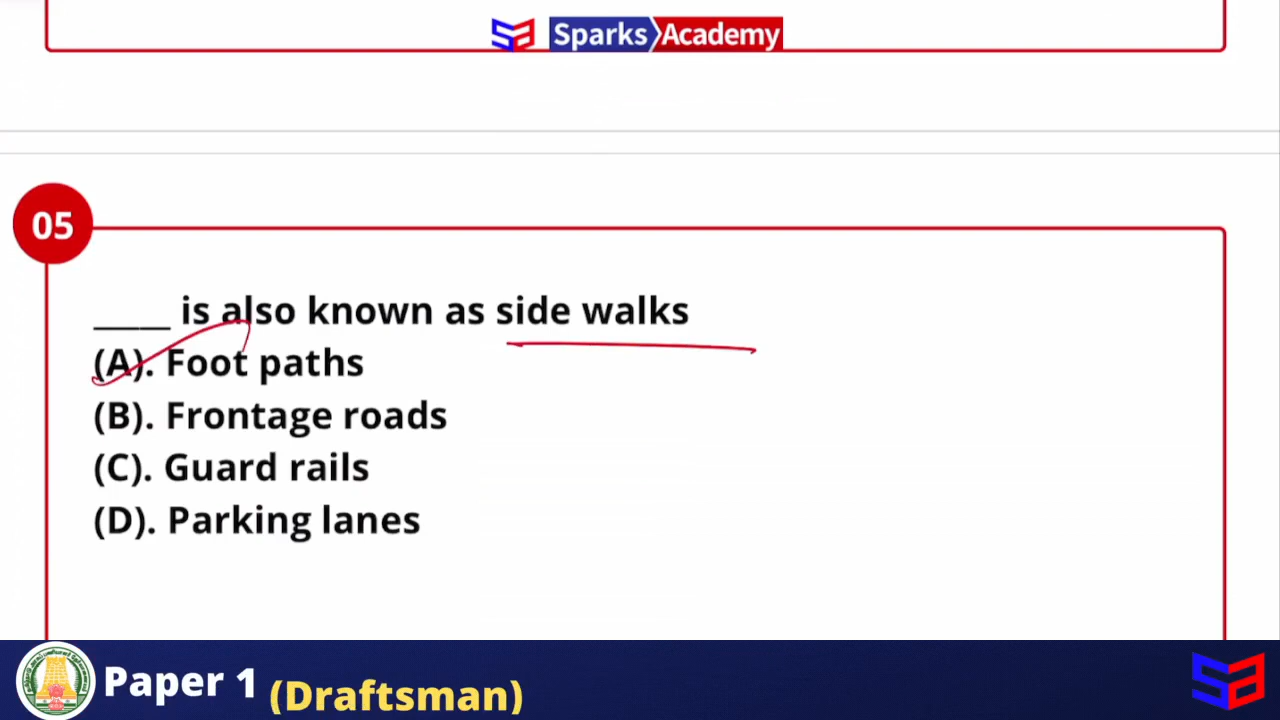 Sparks Academy
05
_____ is also known as side walks
(A). Foot paths
(B). Frontage roads
(C). Guard rails
(D). Parking lanes
Paper 1 (Draftsman)